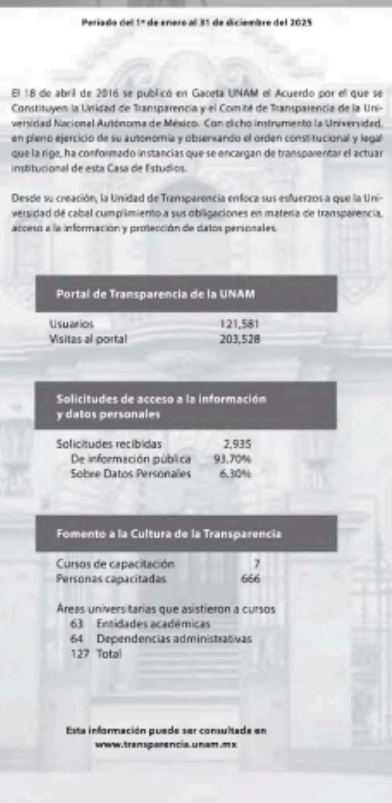 Periodo del 1º de enero al 31 de diciembre del 2025
El 18 de abril de 2016 se publicó en Gaceta UNAM el Acuerdo por el que se
Constituyen la Unidad de Transparencia y el Comité de Transparencia de la Uni-
versidad Nacional Autónoma de México. Con dicho instrumento la Universidad,
en pleno ejercicio de su autonomía y observando el orden constitucional y legal
que la rige, ha conformado instancias que se encargan de transparentar el actuar
institucional de esta Casa de Estudios.
Desde su creación, la Unidad de Transparencia enfoca sus esfuerzos a que la Uni-
versidad dé cabal cumplimiento a sus obligaciones en materia de transparencia,
acceso a la información y protección de datos personales.
Portal de Transparencia de la UNAM
Usuarios 121,581
Visitas al portal 203,528
Solicitudes de acceso a la información
y datos personales
Solicitudes recibidas 2,935
De información pública 93.70%
Sobre Datos Personales 6.30%
Fomento a la Cultura de la Transparencia
Cursos de capacitación 7
Personas capacitadas 666
Áreas universitarias que asistieron a cursos
63 Entidades académicas
64 Dependencias administrativas
127 Total
Esta información puede ser consultada en
www.transparencia.unam.mx